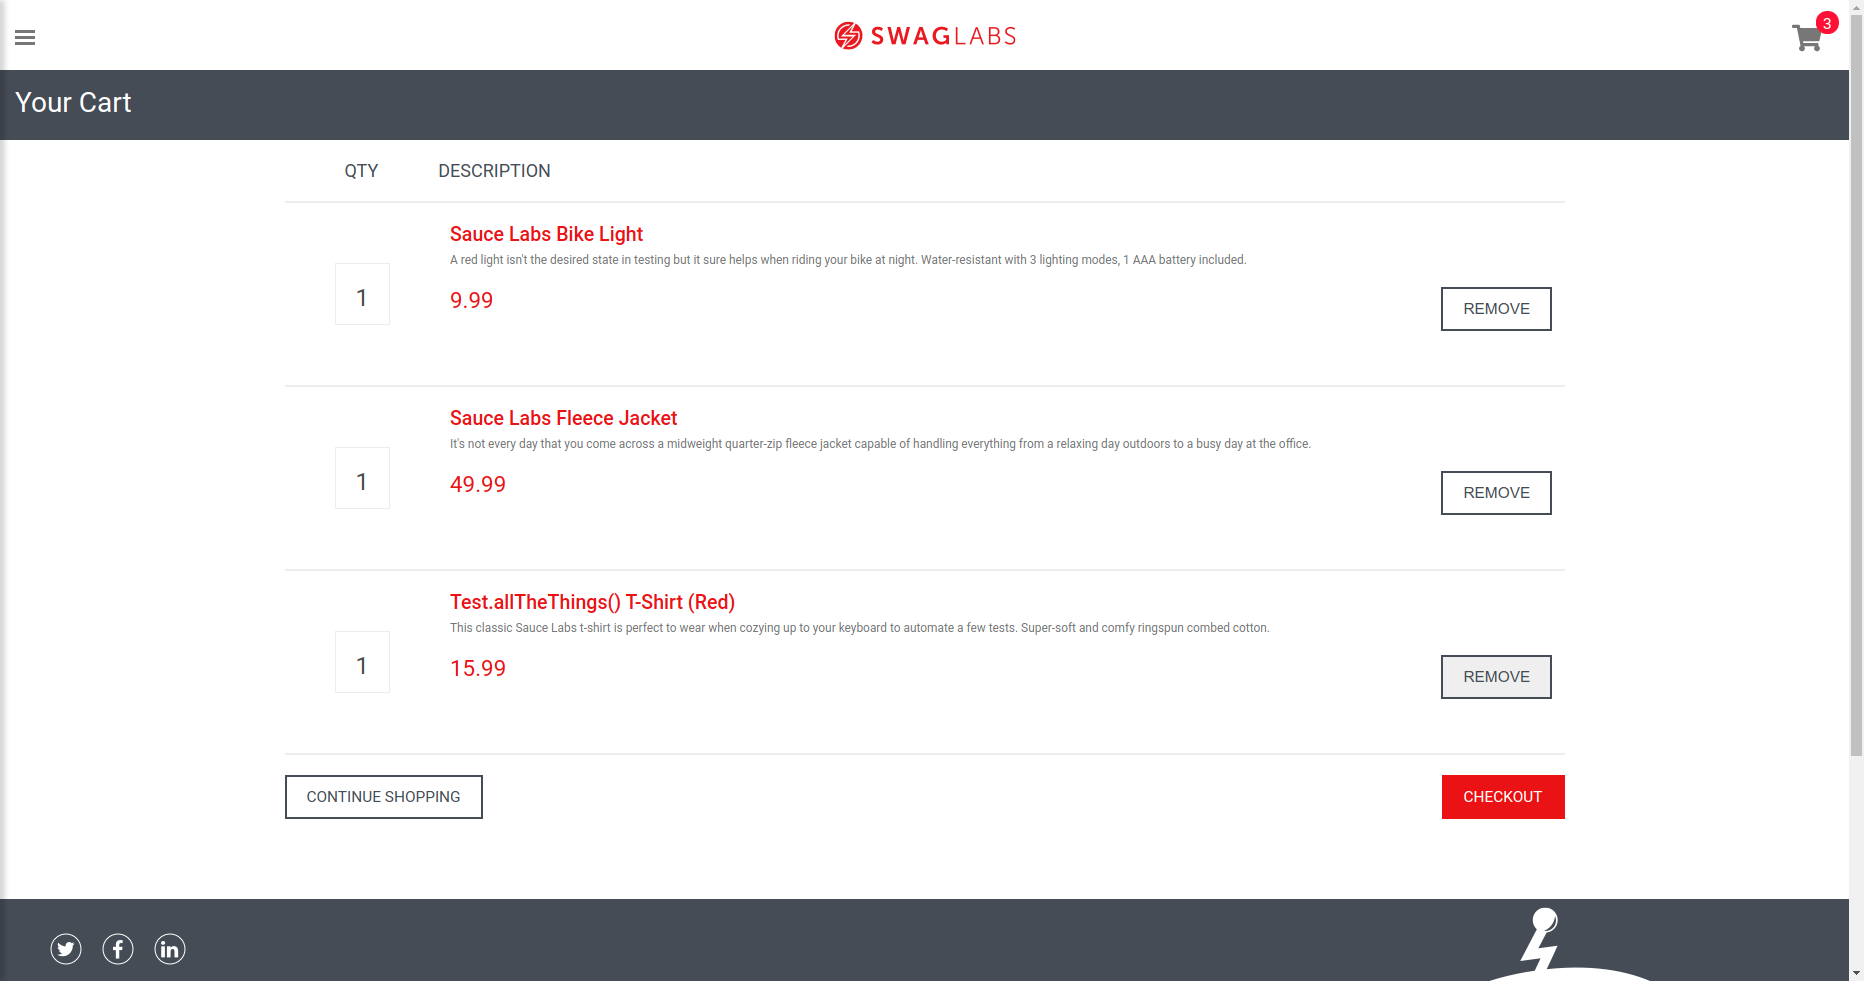 SWAGLABS
3
Your Cart
QTY DESCRIPTION
Sauce Labs Bike Light
A red light isn't the desired state in testing but it sure helps when riding your bike at night. Water-resistant with 3 lighting modes, 1 AAA battery included.
1
9.99
REMOVE
Sauce Labs Fleece Jacket
It's not every day that you come across a midweight quarter-zip fleece jacket capable of handling everything from a relaxing day outdoors to a busy day at the office.
1
49.99
REMOVE
Test.allTheThings() T-Shirt (Red)
This classic Sauce Labs t-shirt is perfect to wear when cozying up to your keyboard to automate a few tests. Super-soft and comfy ringspun combed cotton.
1
15.99
REMOVE
CONTINUE SHOPPING
CHECKOUT